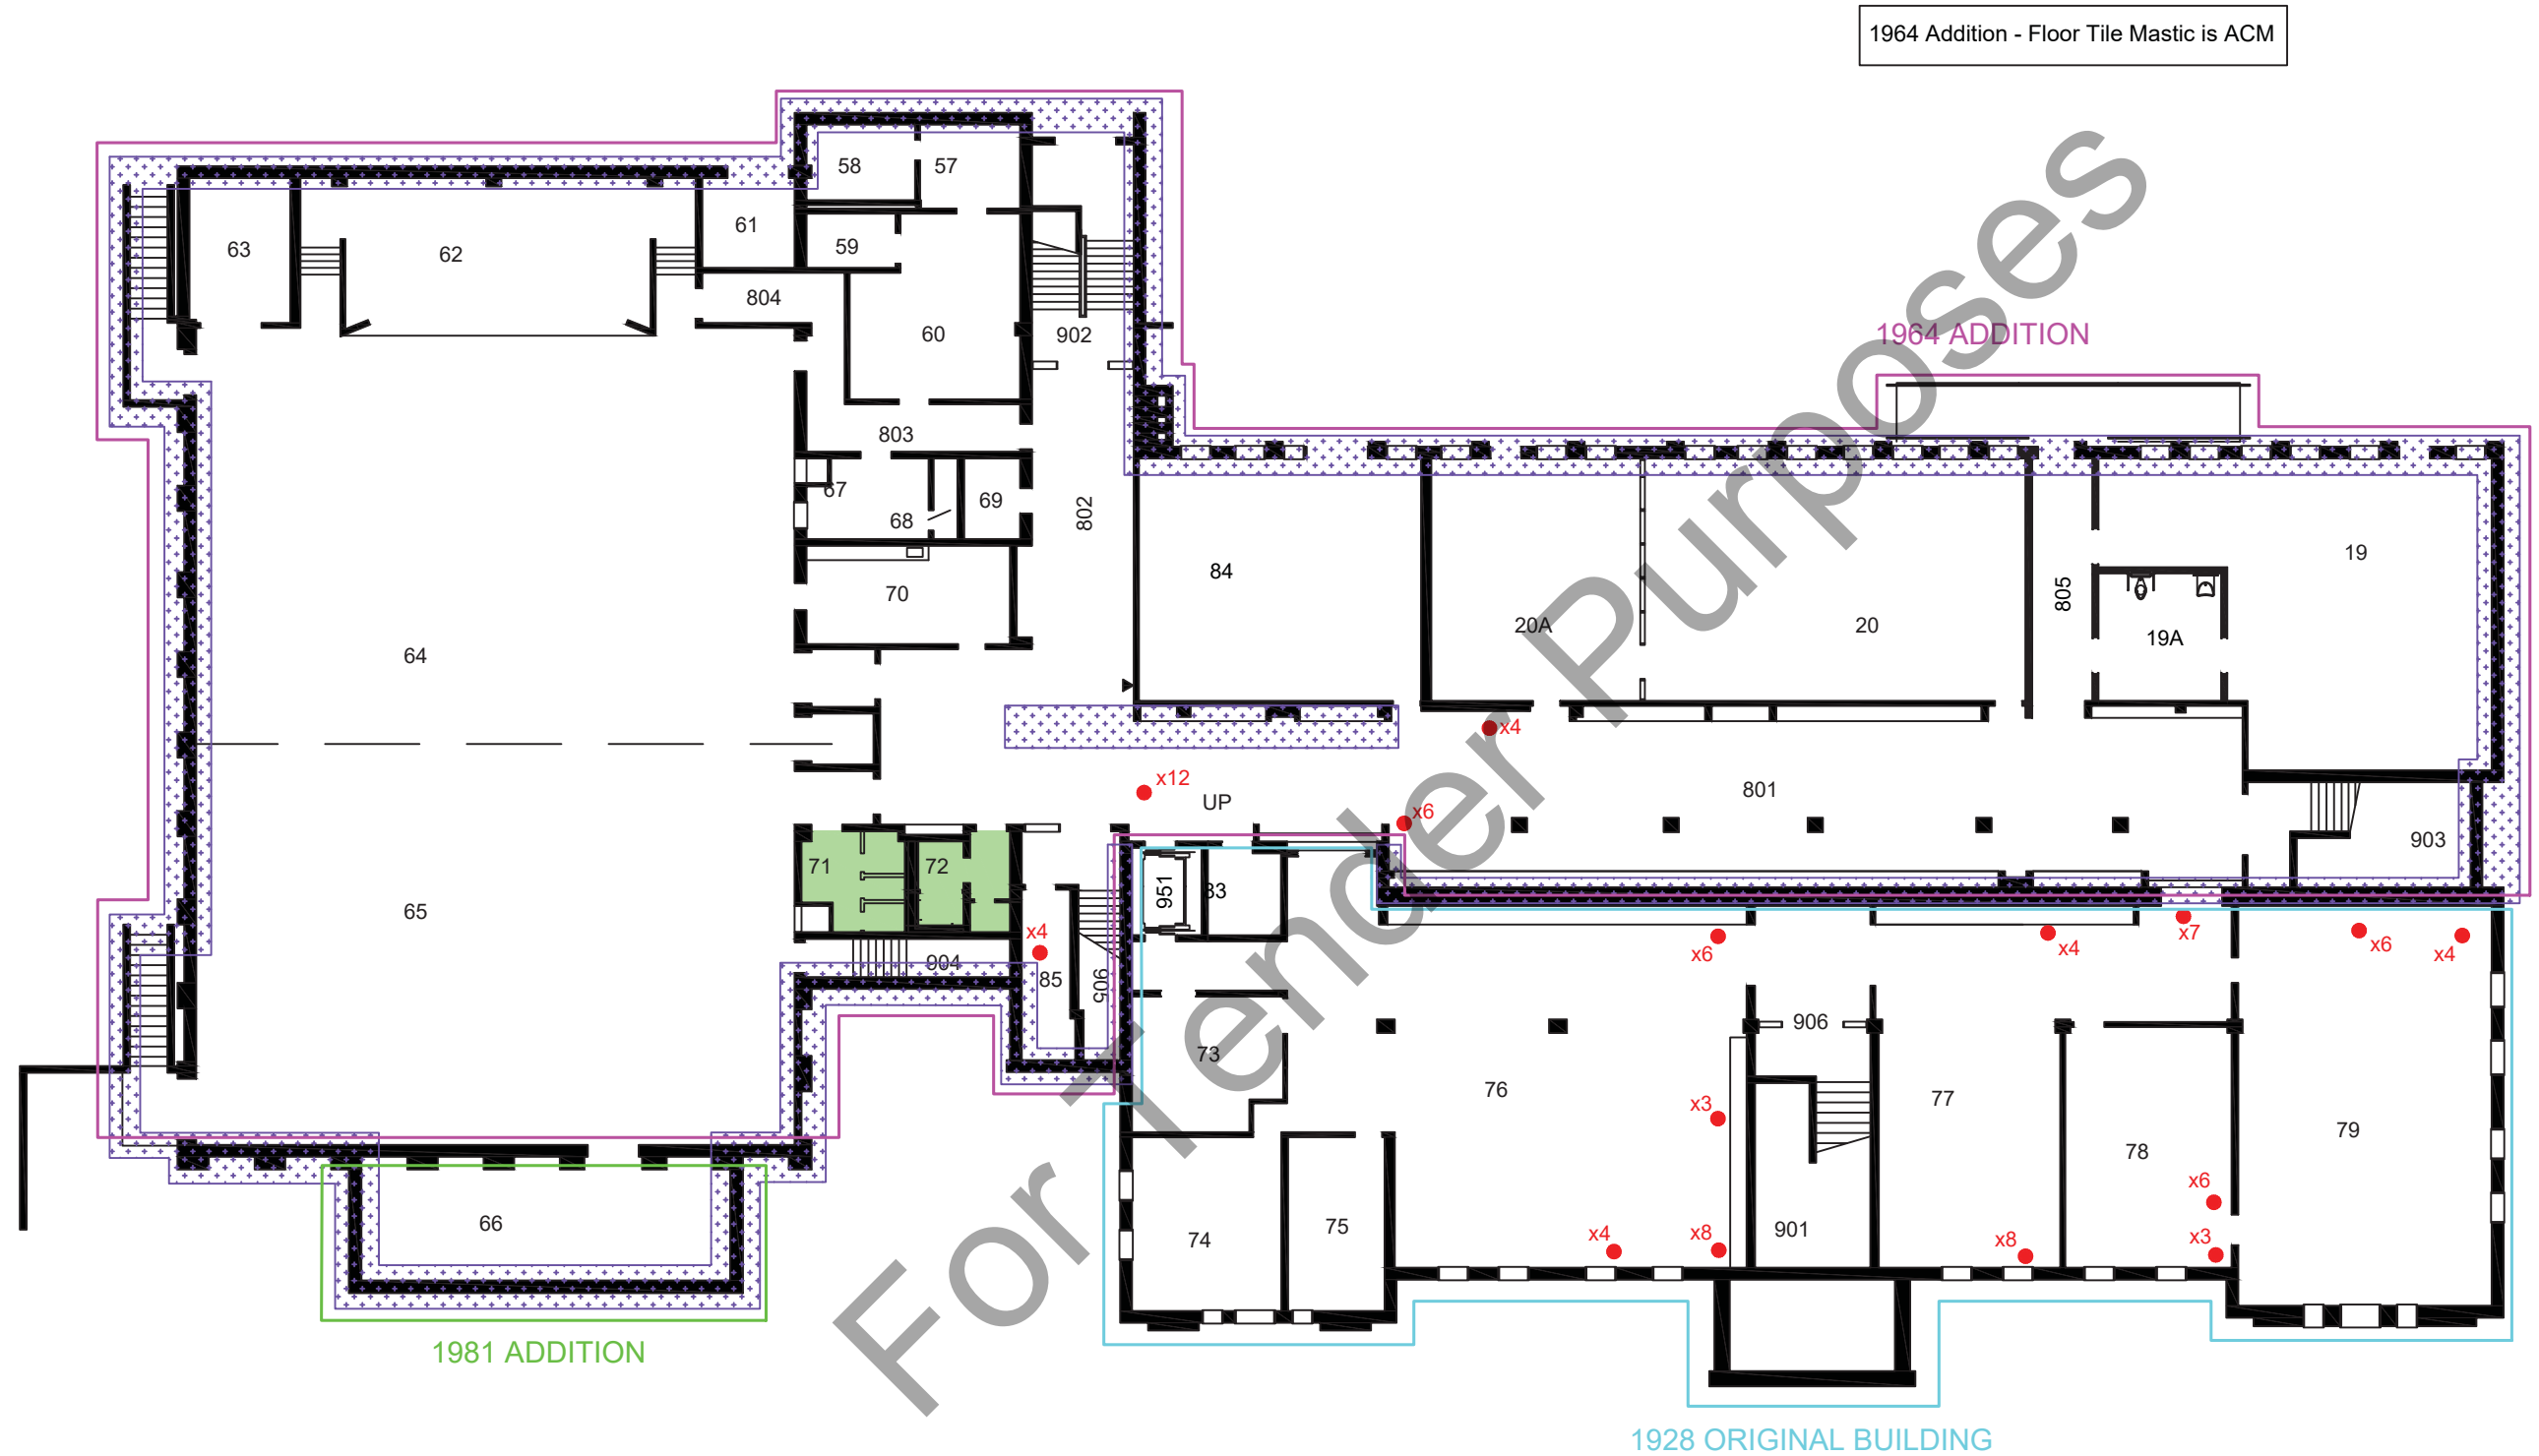 1964 Addition - Floor Tile Mastic is ACM
58
57
61
59
63
62
804
60
902
1964 ADDITION
803
67
68
69
802
70
84
20A
20
805
19
19A
64
x4
x12
UP
x6
801
903
71
72
951
83
65
x4
904
85
905
x6
x4
x7
x6
x4
73
906
76
x3
77
78
79
x6
66
74
75
x4
x8
901
x8
x3
1981 ADDITION
1928 ORIGINAL BUILDING
For Tender Purposes